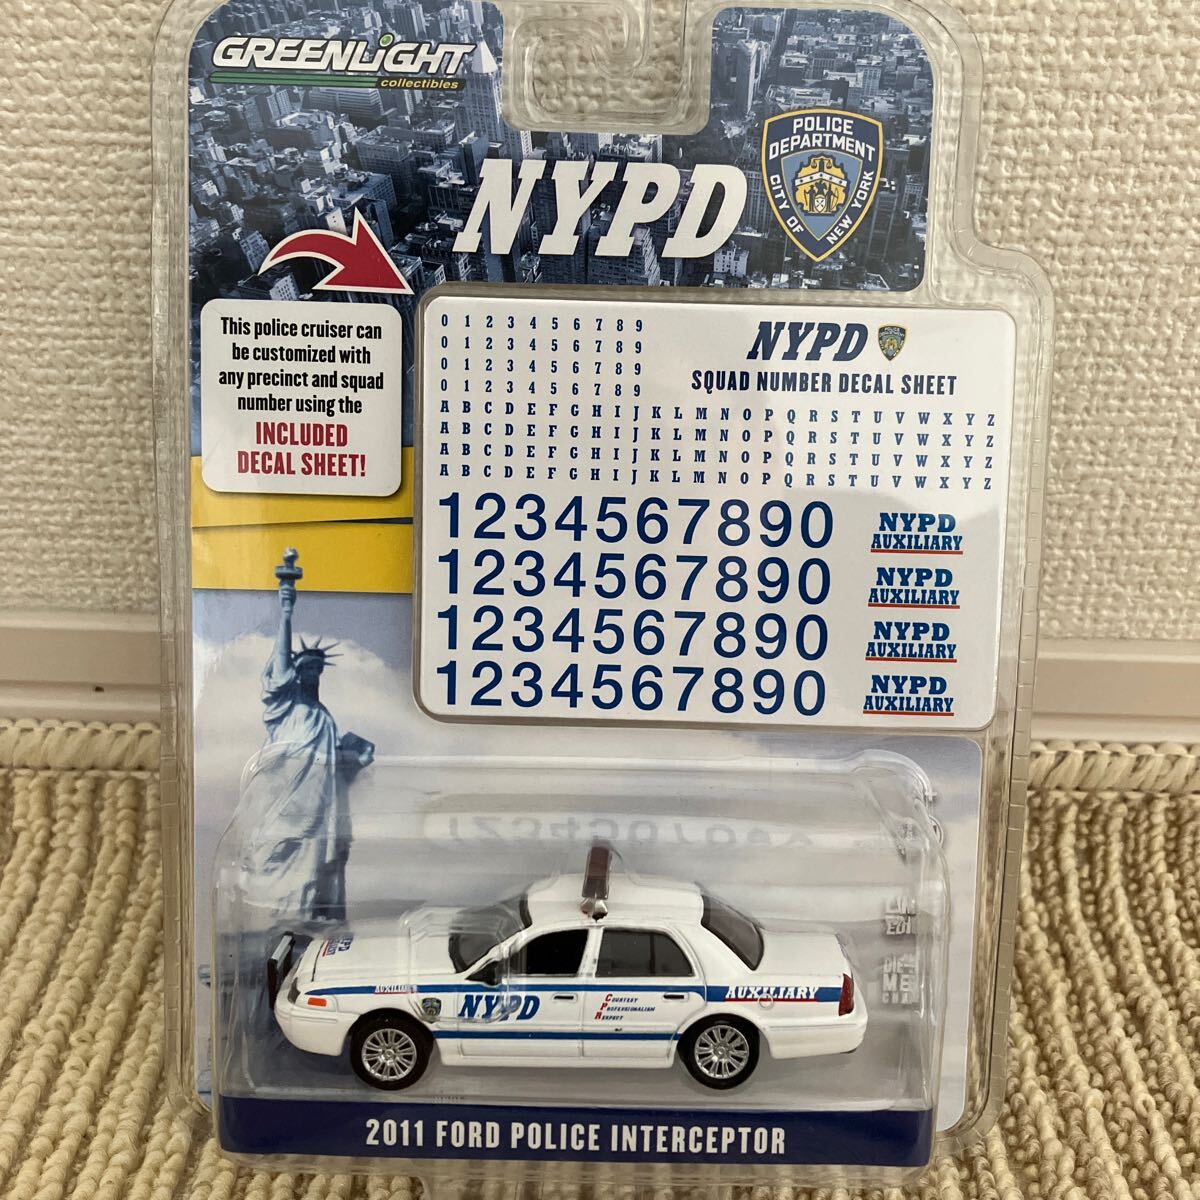 GREENLIGHT
collectibles
NYPD
POLICE
DEPARTMENT
CITY OF
NEW YORK
This police cruiser can
be customized with
any precinct and squad
number using the
INCLUDED
DECAL SHEET!
NYPD
SQUAD NUMBER DECAL SHEET
0 1 2 3 4 5 6 7 8 9
0 1 2 3 4 5 6 7 8 9
0 1 2 3 4 5 6 7 8 9
0 1 2 3 4 5 6 7 8 9
A B C D E F G H I J K L M N O P Q R S T U V W X Y Z
A B C D E F G H I J K L M N O P Q R S T U V W X Y Z
A B C D E F G H I J K L M N O P Q R S T U V W X Y Z
A B C D E F G H I J K L M N O P Q R S T U V W X Y Z
1234567890
1234567890
1234567890
1234567890
NYPD
AUXILIARY
NYPD
AUXILIARY
NYPD
AUXILIARY
NYPD
AUXILIARY
NYPD
AUXILIARY
NYPD
COURTESY
PROFESSIONALISM
RESPECT
AUXILIARY
2011 FORD POLICE INTERCEPTOR